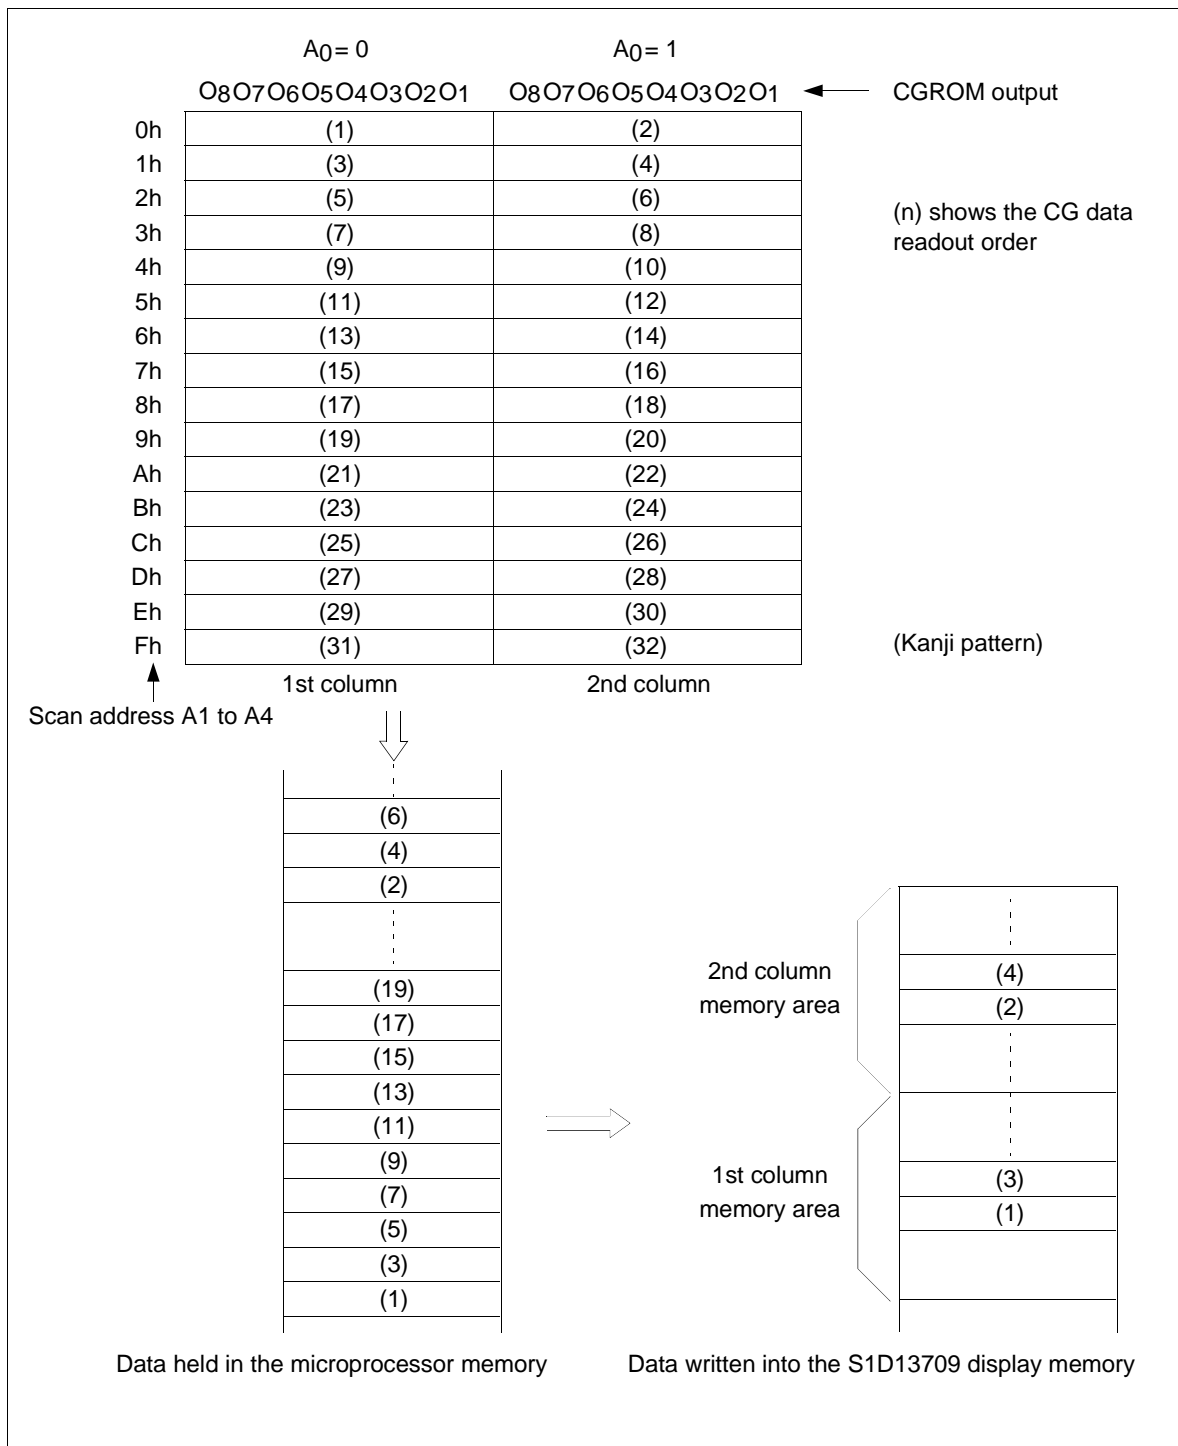 A0= 0 A0= 1
O8O7O6O5O4O3O2O1 O8O7O6O5O4O3O2O1 CGROM output
0h (1) (2)
1h (3) (4)
2h (5) (6)
(n) shows the CG data
readout order
3h (7) (8)
4h (9) (10)
5h (11) (12)
6h (13) (14)
7h (15) (16)
8h (17) (18)
9h (19) (20)
Ah (21) (22)
Bh (23) (24)
Ch (25) (26)
Dh (27) (28)
Eh (29) (30)
Fh (31) (32) (Kanji pattern)
1st column 2nd column
Scan address A1 to A4
(6)
(4)
(2)
(19)
(17)
(15)
(13)
(11)
(9)
(7)
(5)
(3)
(1)
Data held in the microprocessor memory
2nd column
memory area
(4)
(2)
1st column
memory area
(3)
(1)
Data written into the S1D13709 display memory